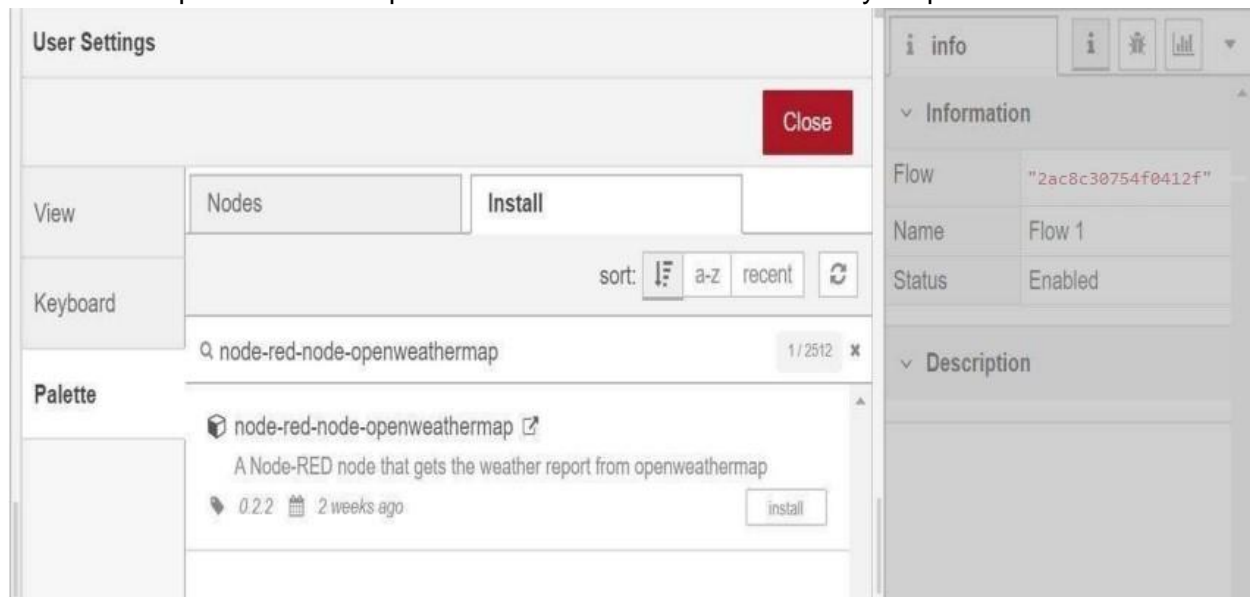 User Settings
Close
View
Keyboard
Palette
Nodes
Install
sort: a-z recent
node-red-node-openweathermap
1 / 2512 ×
node-red-node-openweathermap
A Node-RED node that gets the weather report from openweathermap
0.2.2 2 weeks ago
install
i info
i
Information
Flow "2ac8c30754f0412f"
Name Flow 1
Status Enabled
Description